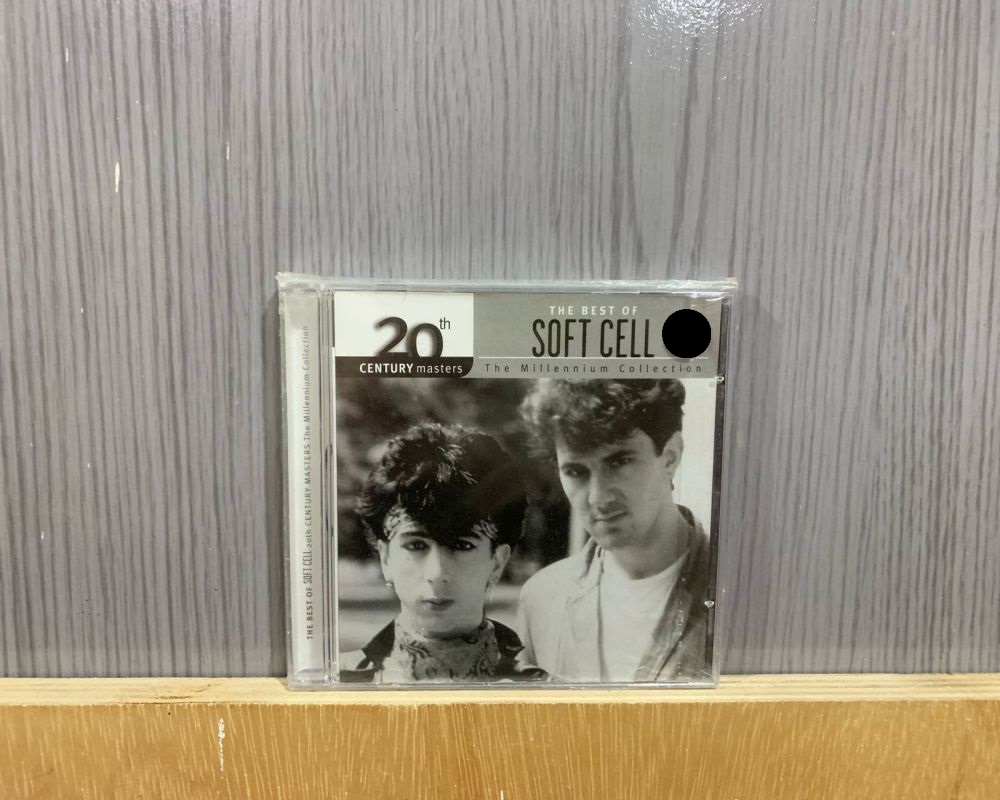 20th
CENTURY masters
THE BEST OF
SOFT CELL
The Millennium Collection
THE BEST OF SOFT CELL 20th CENTURY MASTERS The Millennium Collection